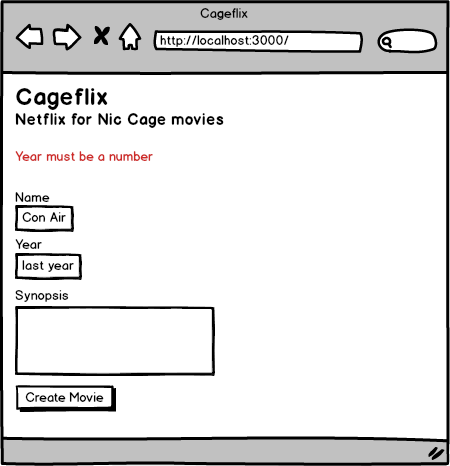 Cageflix
http://localhost:3000/
Cageflix
Netflix for Nic Cage movies
Year must be a number
Name
Con Air
Year
last year
Synopsis
Create Movie